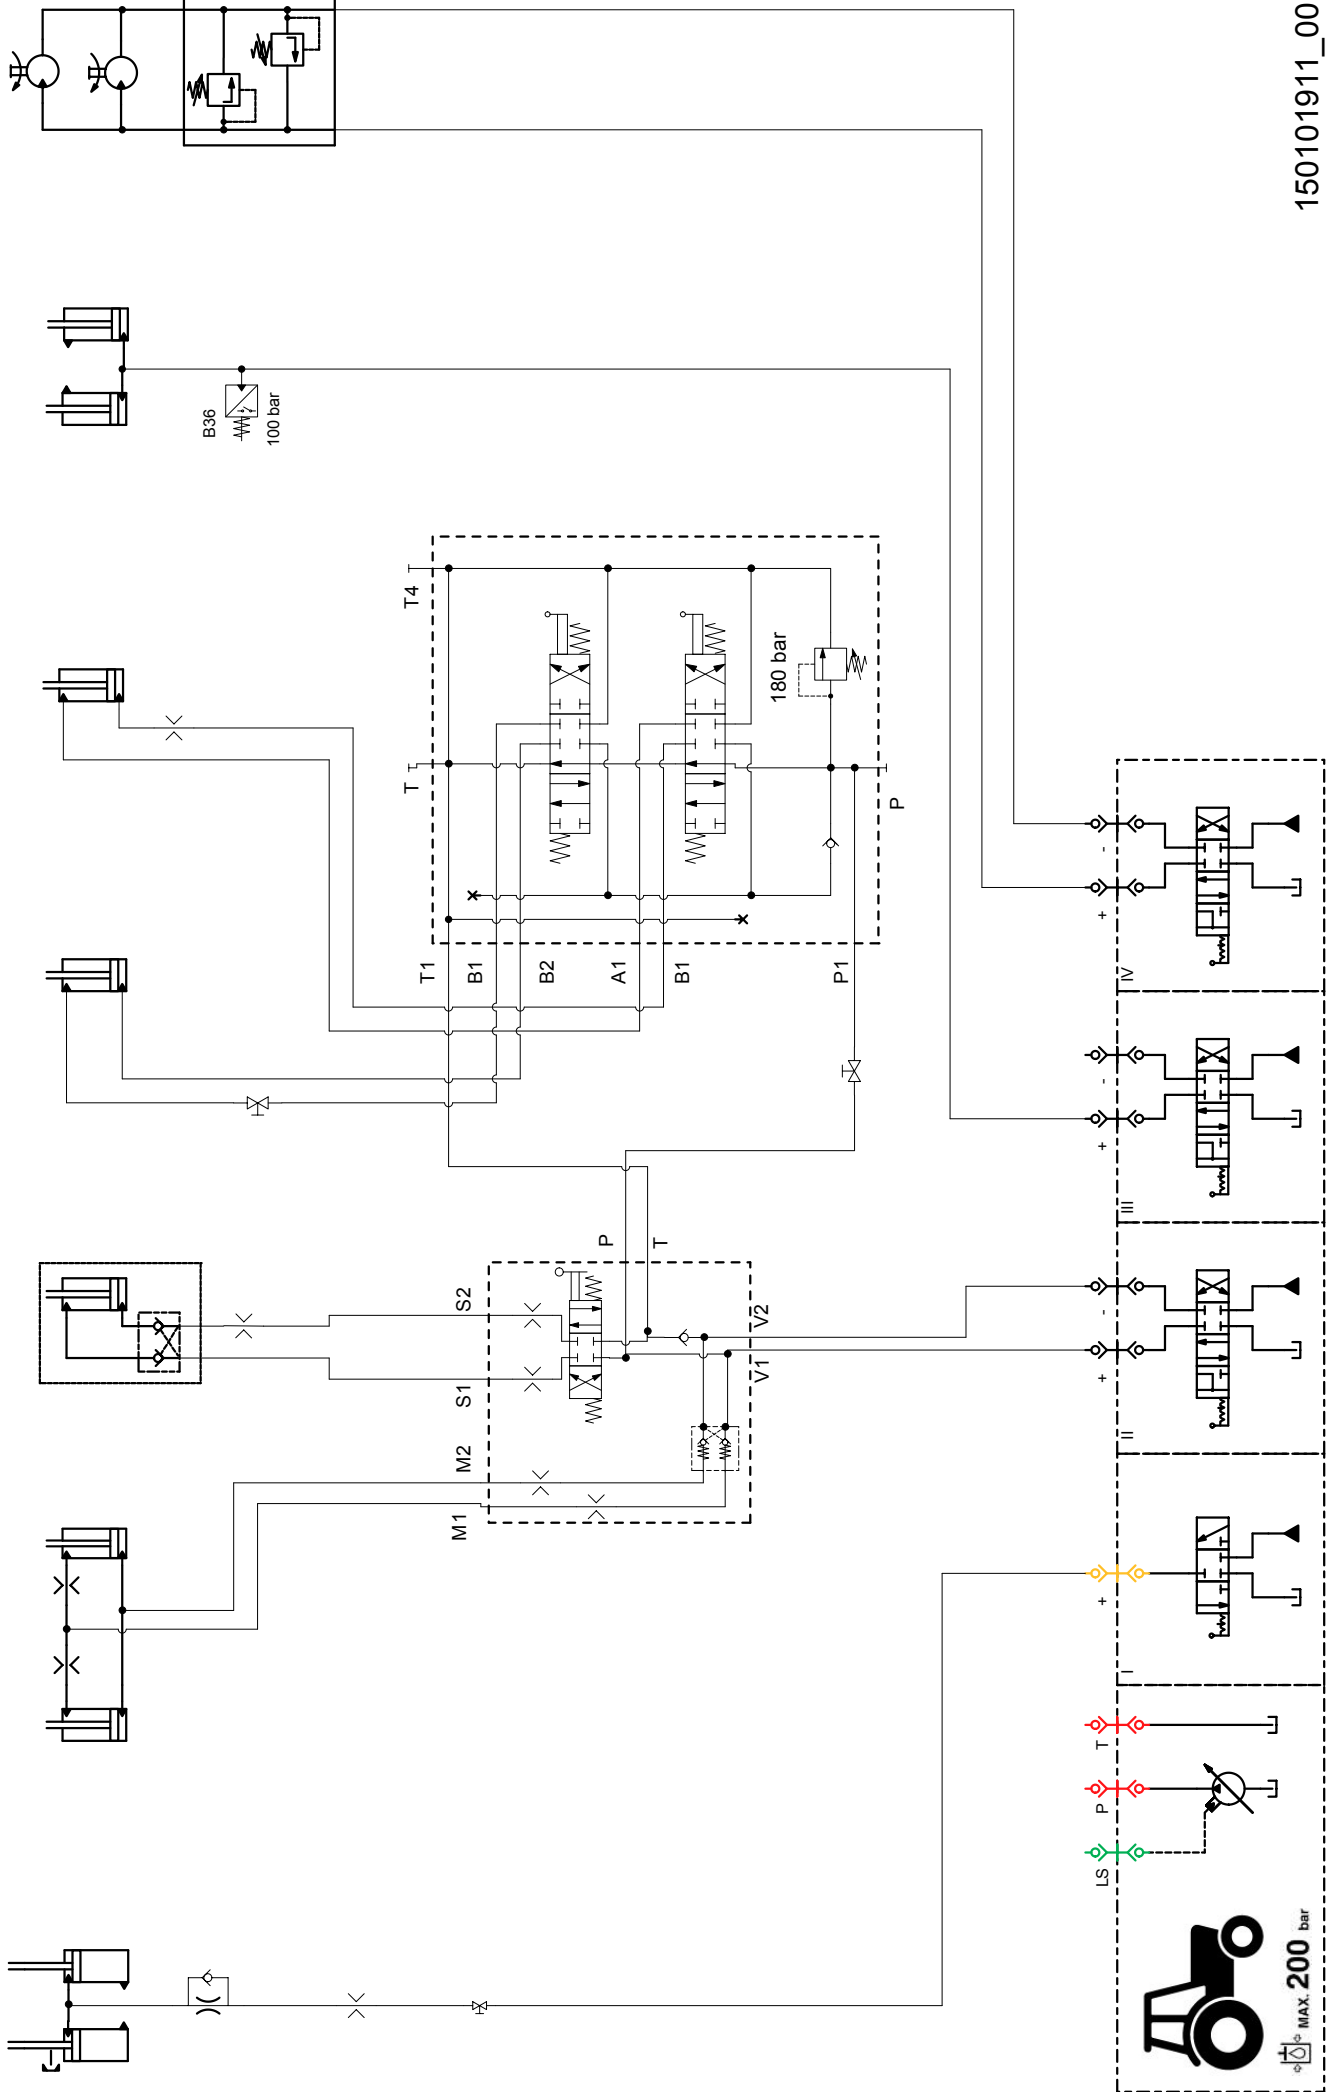 150101911_00
B36
100 bar
T4
T
180 bar
P
T1
B1
B2
A1
B1
P1
P
T
S2
S1
M2
M1
V2
V1
+
-
IV
+
-
III
+
-
II
+
I
T
P
LS
MAX. 200 bar